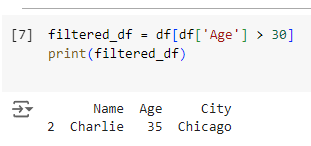 [7] filtered_df = df[df['Age'] > 30]
print(filtered_df)
Name Age City
2 Charlie 35 Chicago